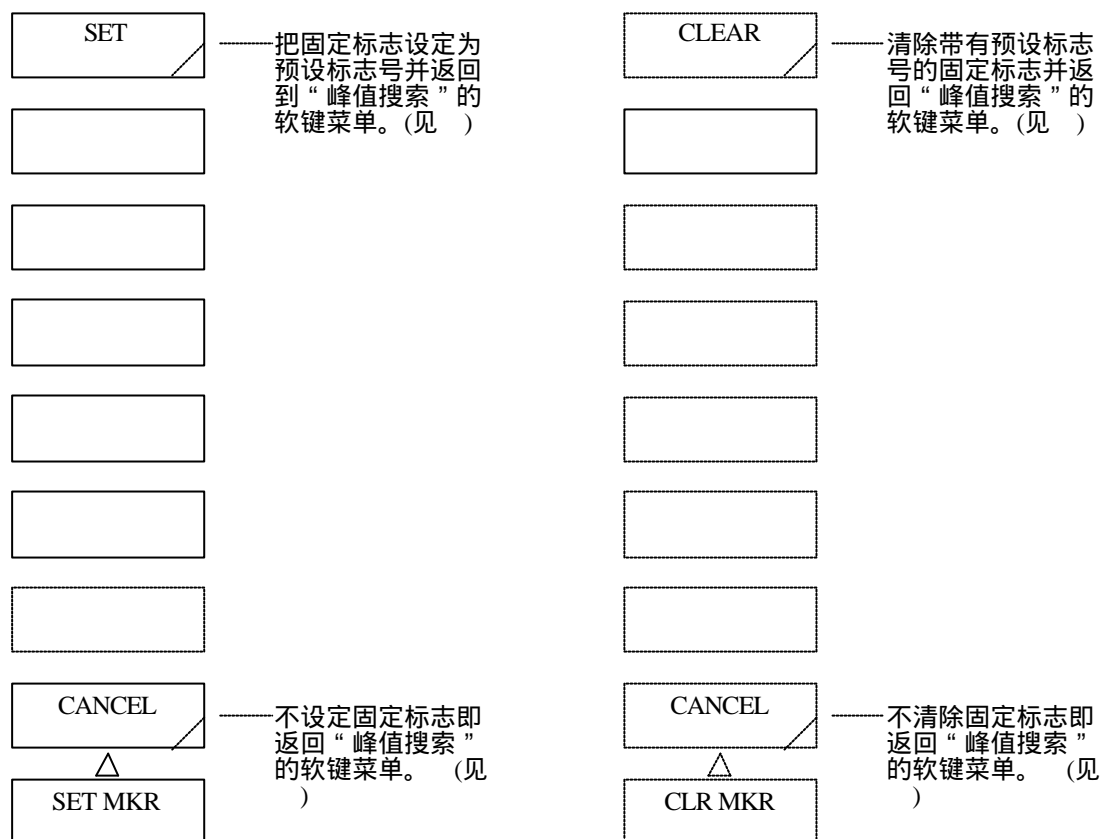 SET
把固定标志设定为
预设标志号并返回
到“峰值搜索”的
软键菜单。(见 )
CANCEL
不设定固定标志即
返回“峰值搜索”
的软键菜单。 (见
)
SET MKR
CLEAR
清除带有预设标志
号的固定标志并返
回“峰值搜索”的
软键菜单。(见 )
CANCEL
不清除固定标志即
返回“峰值搜索”
的软键菜单。 (见
)
CLR MKR